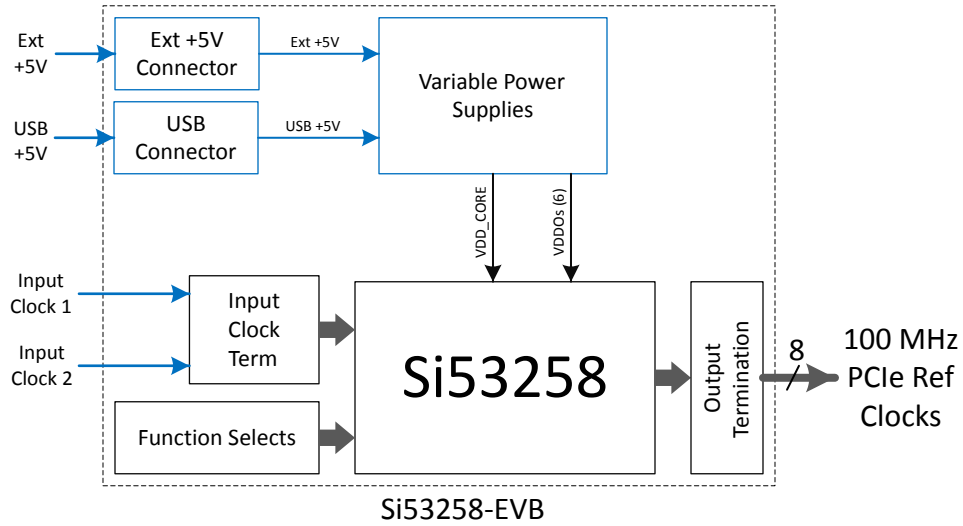 Ext
+5V
Ext +5V
Connector
Ext +5V
Variable Power
Supplies
USB
+5V
USB
Connector
USB +5V
VDD_CORE
VDDOs (6)
Input
Clock 1
Input
Clock 2
Input
Clock
Term
Function Selects
Si53258
Output
Termination
8
100 MHz
PCIe Ref
Clocks
Si53258-EVB